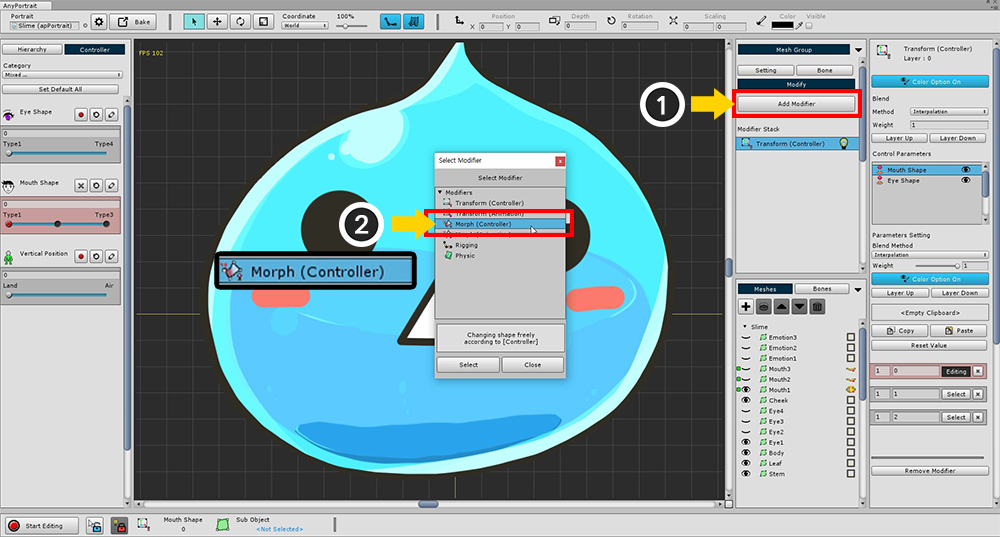 AnyPortrait
Portrait
Slime (apPortrait)
Bake
Coordinate
World
100%
Position
X 0 Y 0
Depth
0
Rotation
0
Scaling
X 0 Y 0
Color
Visible
Hierarchy
Controller
Category
Mixed ...
Set Default All
Eye Shape
0
Type1
Type4
Mouth Shape
0
Type1
Type3
Vertical Position
0
Land
Air
FPS 102
Select Modifier
Select Modifier
Modifiers
Transform (Controller)
Transform (Animation)
Morph (Controller)
Rigging
Physic
Changing shape freely
according to [Controller]
Select
Close
2
Morph (Controller)
1
Mesh Group
Setting
Bone
Modify
Add Modifier
Modifier Stack
Transform (Controller)
Meshes
Bones
Slime
Emotion3
Emotion2
Emotion1
Mouth3
Mouth2
Mouth1
Cheek
Eye4
Eye3
Eye2
Eye1
Body
Leaf
Stem
Transform (Controller)
Layer : 0
Color Option On
Blend
Method
Interpolation
Weight
1
Layer Up
Layer Down
Control Parameters
Mouth Shape
Eye Shape
Parameters Setting
Blend Method
Interpolation
Weight
1
Color Option On
Layer Up
Layer Down
<Empty Clipboard>
Copy
Paste
Reset Value
1 0 Editing X
1 1 Select X
1 2 Select X
Remove Modifier
Start Editing
Mouth Shape
0
Sub Object
<Not Selected>